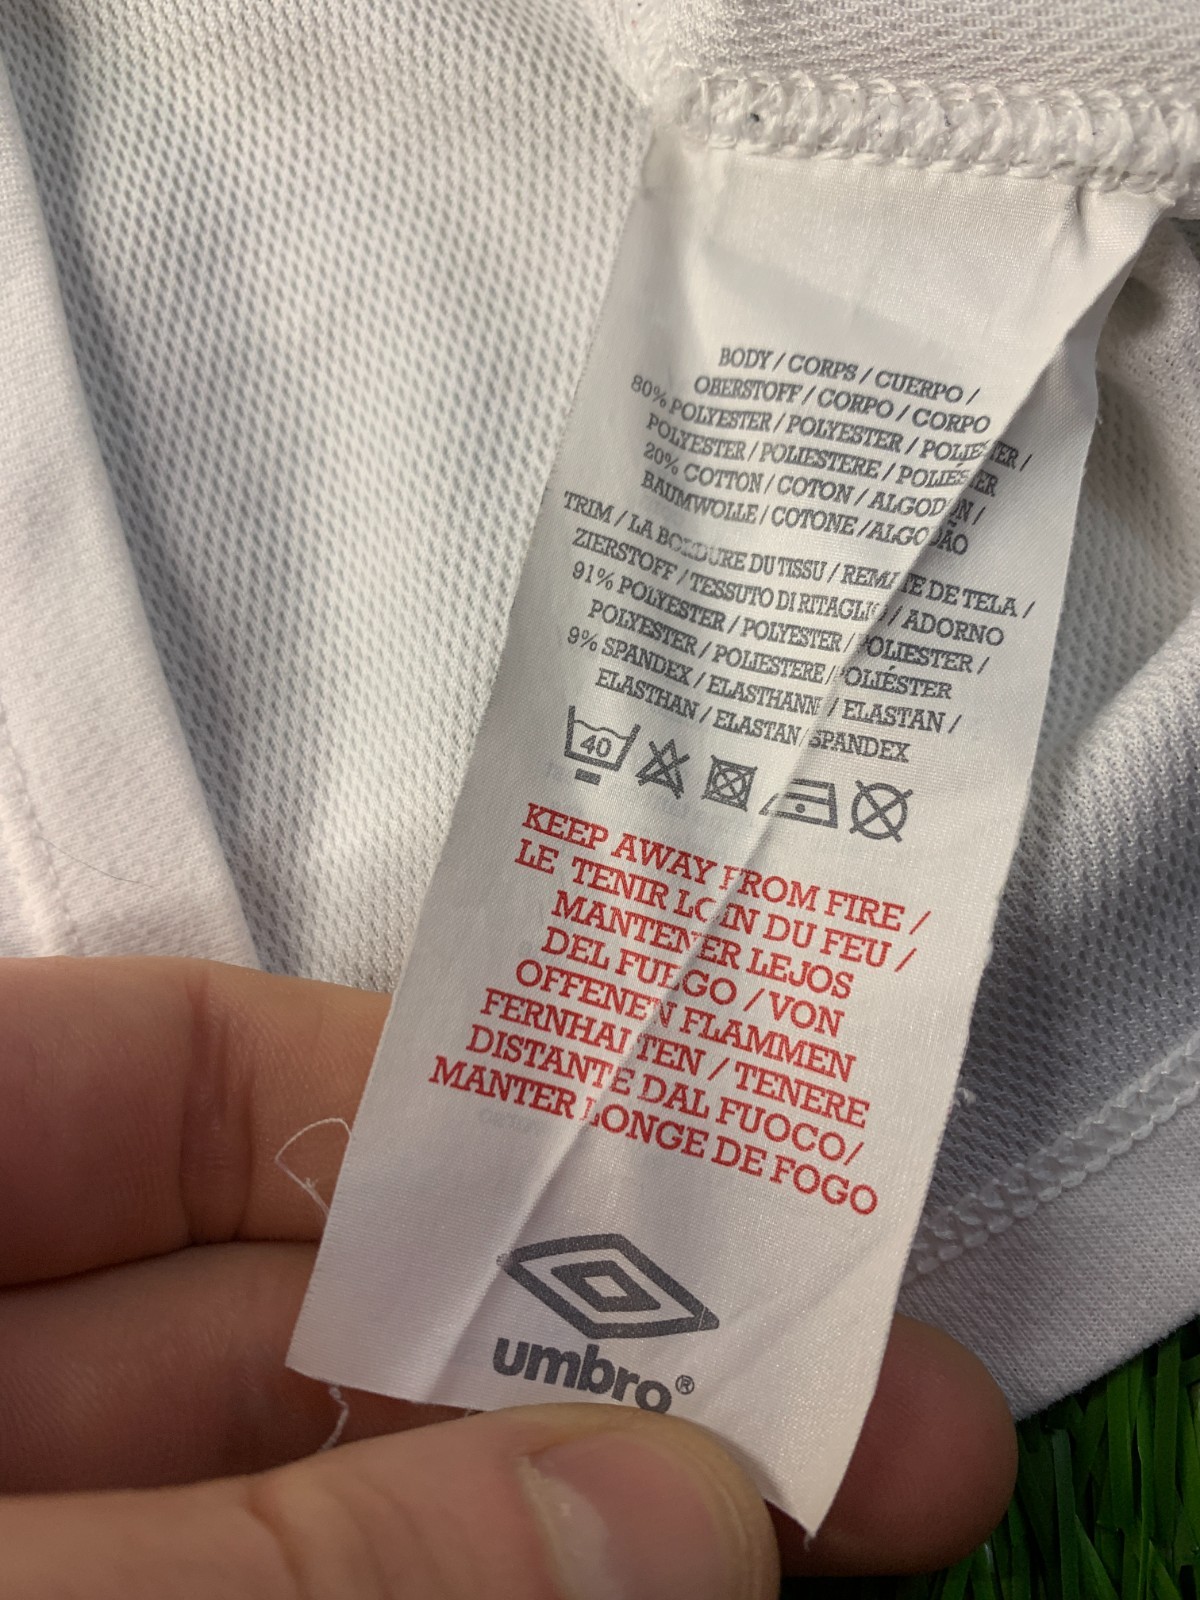 BODY / CORPS / CUERPO /
OBERSTOFF / CORPO / CORPO
80% POLYESTER / POLYESTER / POLIESTER /
POLYESTER / POLIESTERE / POLIÉSTER
20% COTTON / COTON / ALGODON /
BAUMWOLLE / COTONE / ALGODÃO
TRIM / LA BORDURE DU TISSU / REMATE DE TELA /
ZIERSTOFF / TESSUTO DI RITAGLIO / ADORNO
91% POLYESTER / POLYESTER / POLIESTER /
POLYESTER / POLIESTERE / POLIÉSTER
9% SPANDEX / ELASTHANNE / ELASTAN /
ELASTHAN / ELASTAN / SPANDEX
40
KEEP AWAY FROM FIRE /
LE TENIR LOIN DU FEU /
MANTENER LEJOS
DEL FUEGO / VON
OFFENEN FLAMMEN
FERNHALTEN / TENERE
DISTANTE DAL FUOCO/
MANTER LONGE DE FOGO
umbro®